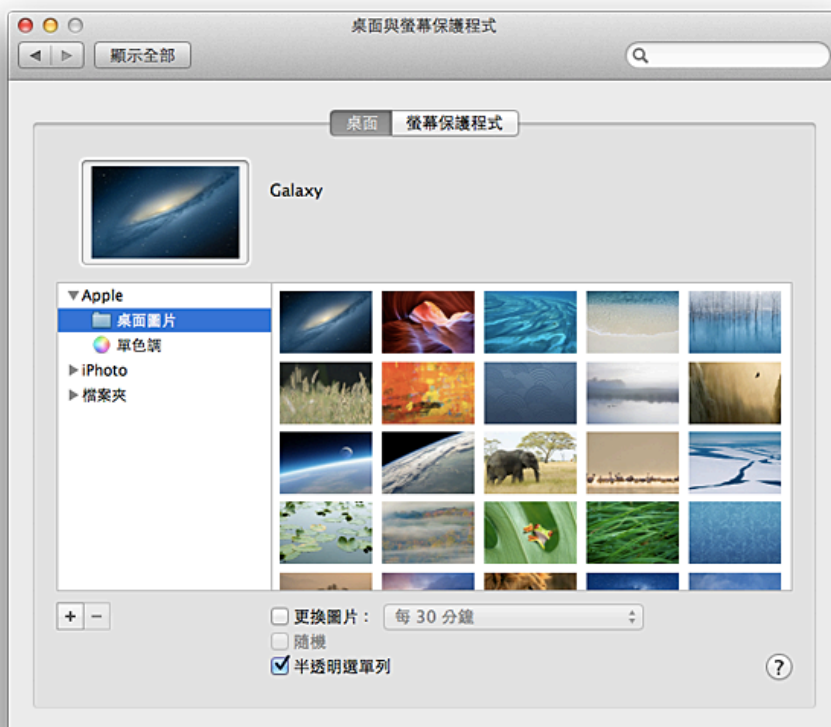 桌面與螢幕保護程式
顯示全部
桌面 螢幕保護程式
Galaxy
Apple
桌面圖片
單色調
iPhoto
檔案夾
+ −
更換圖片： 每 30 分鐘
隨機
半透明選單列
?